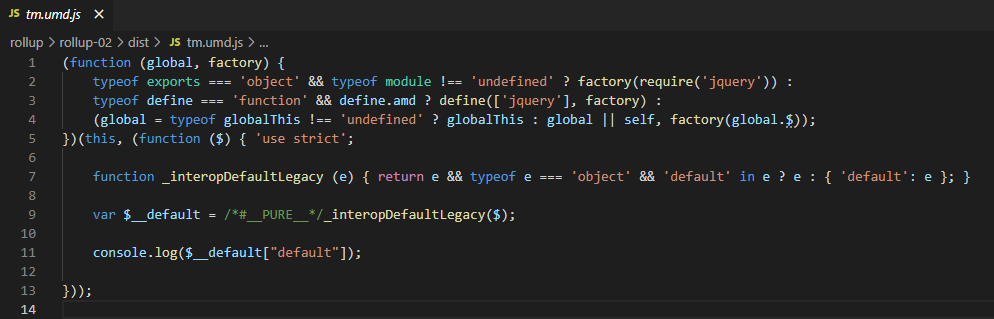 JS tm.umd.js ×
rollup > rollup-02 > dist > JS tm.umd.js > ...
1 (function (global, factory) {
2     typeof exports === 'object' && typeof module !== 'undefined' ? factory(require('jquery')) :
3     typeof define === 'function' && define.amd ? define(['jquery'], factory) :
4     (global = typeof globalThis !== 'undefined' ? globalThis : global || self, factory(global.$));
5 })(this, (function ($) { 'use strict';
6
7     function _interopDefaultLegacy (e) { return e && typeof e === 'object' && 'default' in e ? e : { 'default': e }; }
8
9     var $__default = /*#__PURE__*/_interopDefaultLegacy($);
10
11     console.log($__default["default"]);
12
13 }));
14